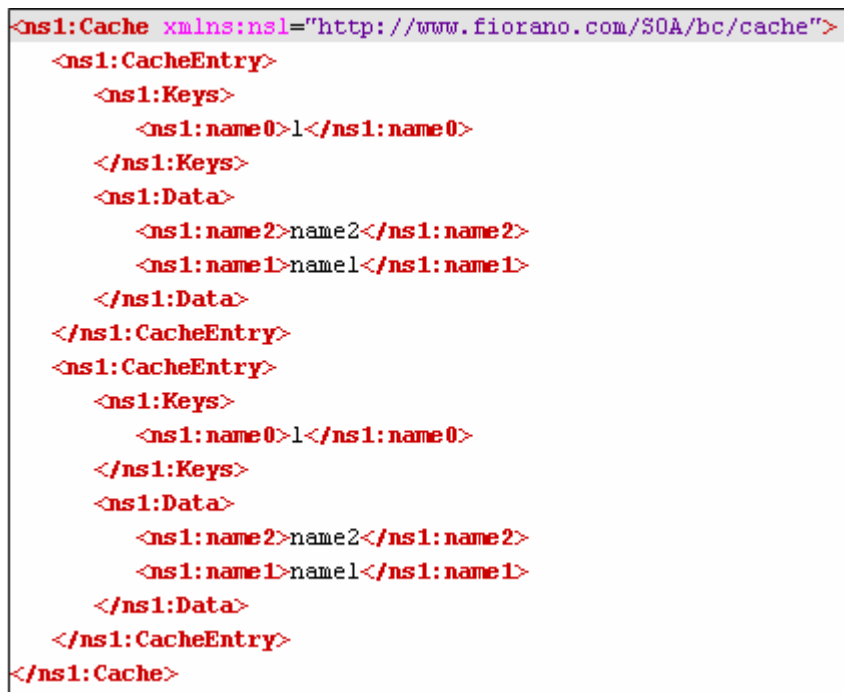 <ns1:Cache xmlns:ns1="http://www.fiorano.com/SOA/bc/cache">
<ns1:CacheEntry>
<ns1:Keys>
<ns1:name0>1</ns1:name0>
</ns1:Keys>
<ns1:Data>
<ns1:name2>name2</ns1:name2>
<ns1:name1>name1</ns1:name1>
</ns1:Data>
</ns1:CacheEntry>
<ns1:CacheEntry>
<ns1:Keys>
<ns1:name0>1</ns1:name0>
</ns1:Keys>
<ns1:Data>
<ns1:name2>name2</ns1:name2>
<ns1:name1>name1</ns1:name1>
</ns1:Data>
</ns1:CacheEntry>
</ns1:Cache>